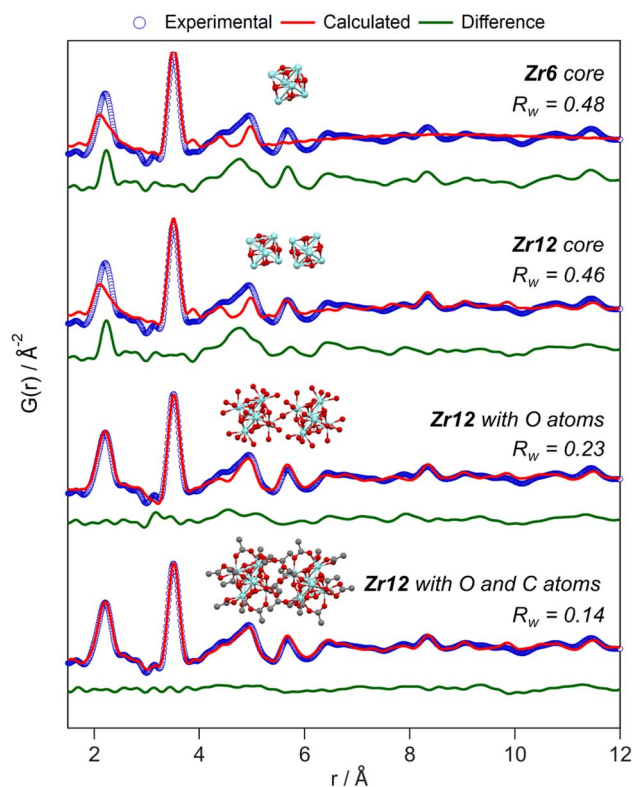 Experimental Calculated Difference
Zr6 core
Rw = 0.48
Zr12 core
Rw = 0.46
Zr12 with O atoms
Rw = 0.23
Zr12 with O and C atoms
Rw = 0.14
G(r) / Å-2
2 4 6 8 10 12
r / Å